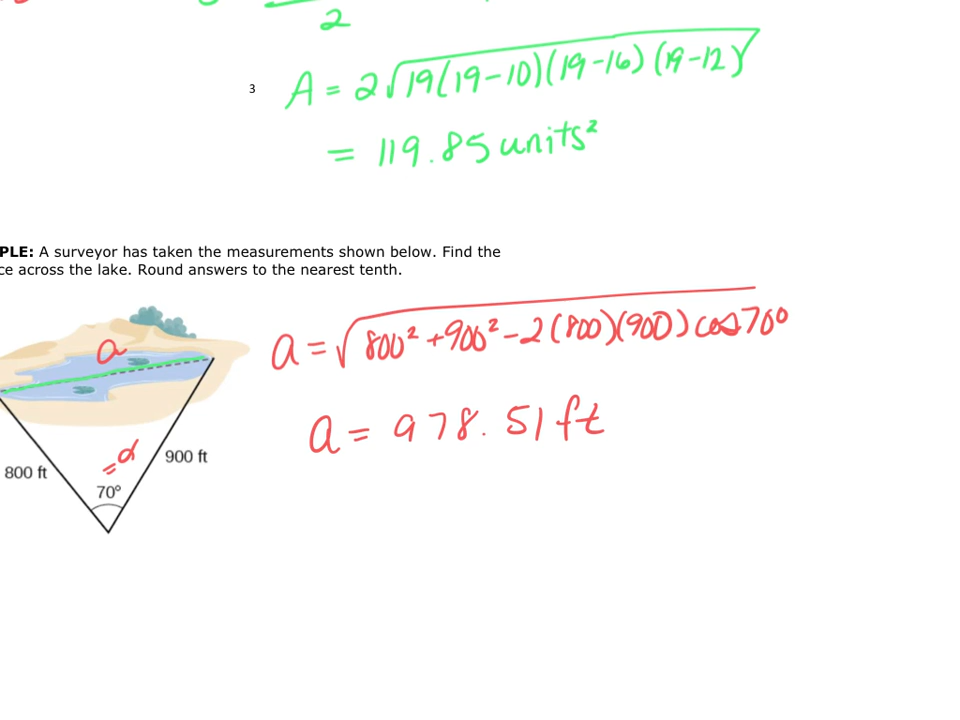 2
3
A = 2√19(19-10)(19-16)(19-12)
= 119.85 units²
PLE: A surveyor has taken the measurements shown below. Find the
ce across the lake. Round answers to the nearest tenth.
a
a = √800² + 900² - 2(800)(900) cos 70°
a = 978.51 ft
=α
800 ft
900 ft
70°